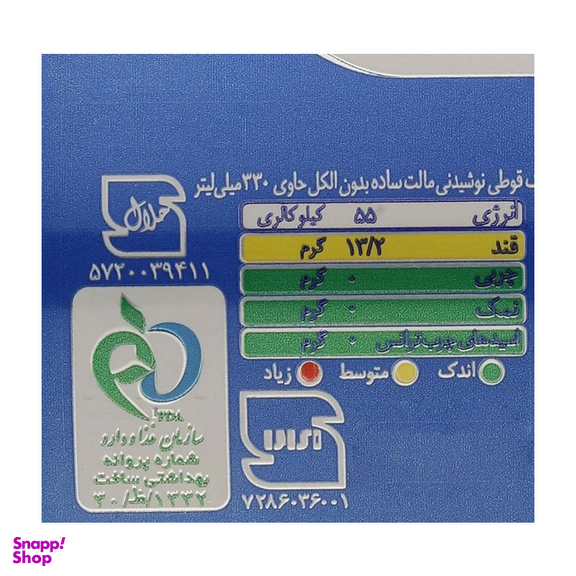 ک قوطی نوشیدنی مالت ساده بدون الکل حاوی ۳۳۰ میلی لیتر
انرژی ۵۵ کیلو کالری
قند ۱۳/۲ گرم
چربی ۰ گرم
نمک ۰ گرم
اسیدهای چرب ترانس ۰ گرم
اندک متوسط زیاد
حلال
۵۷۲۰۰۳۹۴۱۱
سازمان غذا و دارو
شماره پروانه
بهداشتی ساخت
۳۰/ظ/۱۳۳۲
۷۲۸۶۰۳۶۰۰۱
Snapp!
Shop